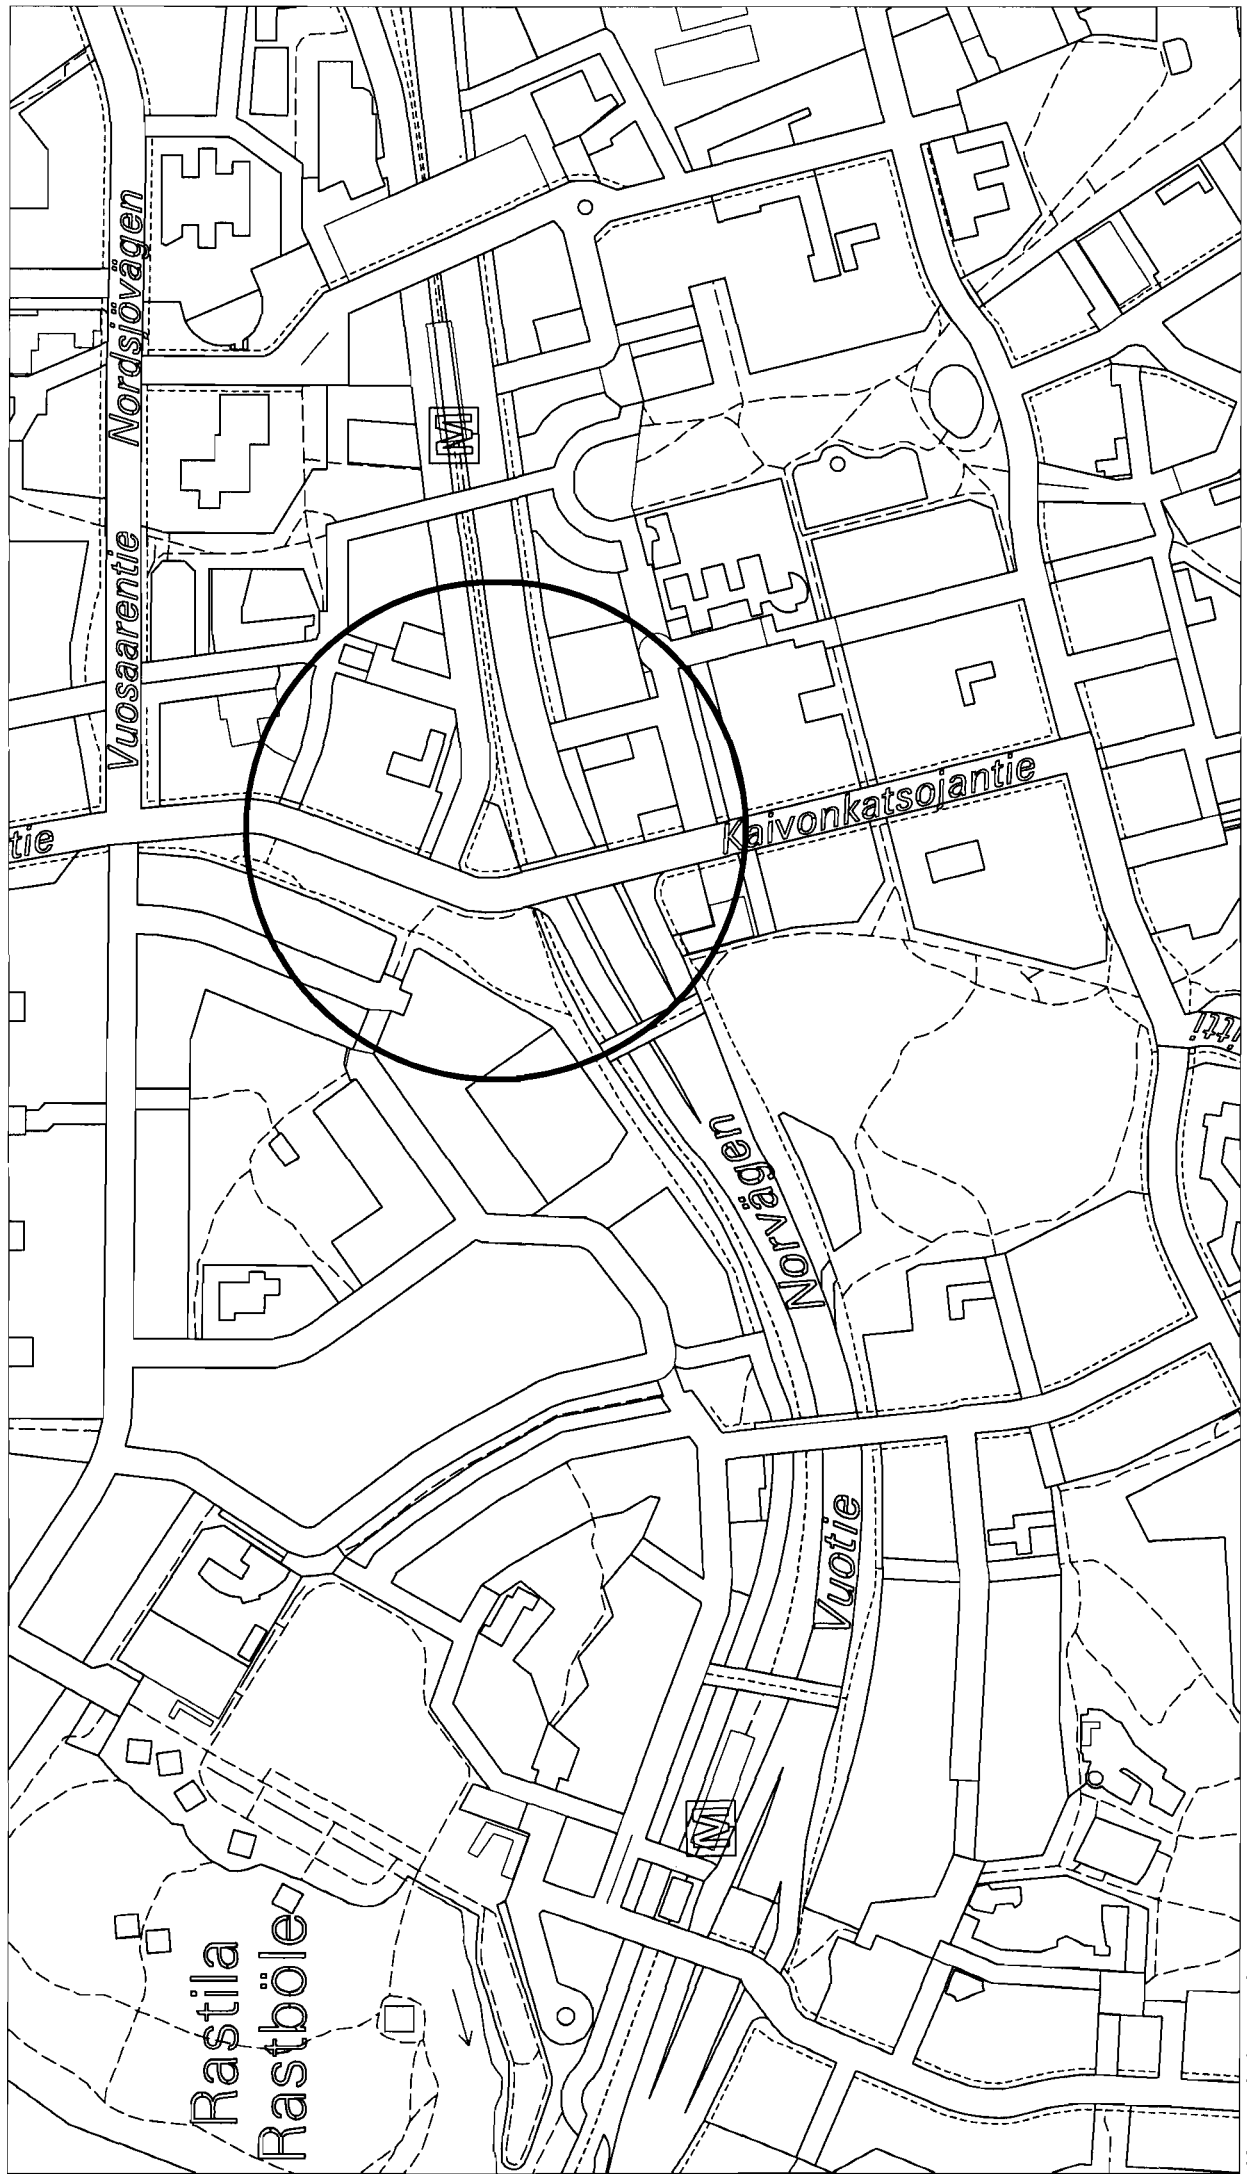 Vuosaarentie Nordsjövägen
tie
M
Kaivonkatsojantie
Norvägen
Vuotie
M
Rastila
Rastböle